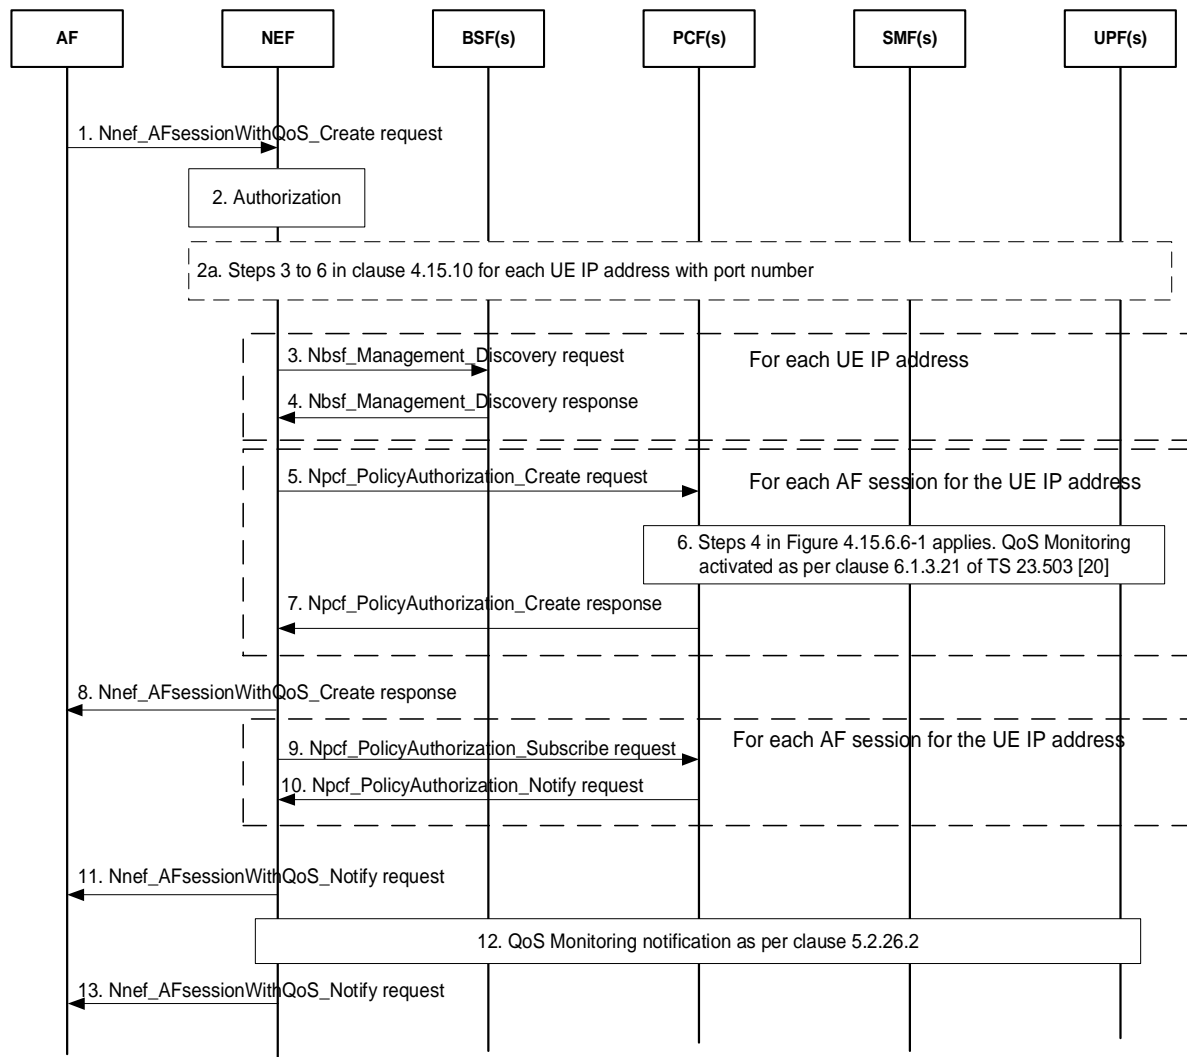 AF
NEF
BSF(s)
PCF(s)
SMF(s)
UPF(s)
1. Nnef_AFsessionWithQoS_Create request
2. Authorization
2a. Steps 3 to 6 in clause 4.15.10 for each UE IP address with port number
3. Nbsf_Management_Discovery request
For each UE IP address
4. Nbsf_Management_Discovery response
5. Npcf_PolicyAuthorization_Create request
For each AF session for the UE IP address
6. Steps 4 in Figure 4.15.6.6-1 applies. QoS Monitoring
activated as per clause 6.1.3.21 of TS 23.503 [20]
7. Npcf_PolicyAuthorization_Create response
8. Nnef_AFsessionWithQoS_Create response
9. Npcf_PolicyAuthorization_Subscribe request
For each AF session for the UE IP address
10. Npcf_PolicyAuthorization_Notify request
11. Nnef_AFsessionWithQoS_Notify request
12. QoS Monitoring notification as per clause 5.2.26.2
13. Nnef_AFsessionWithQoS_Notify request